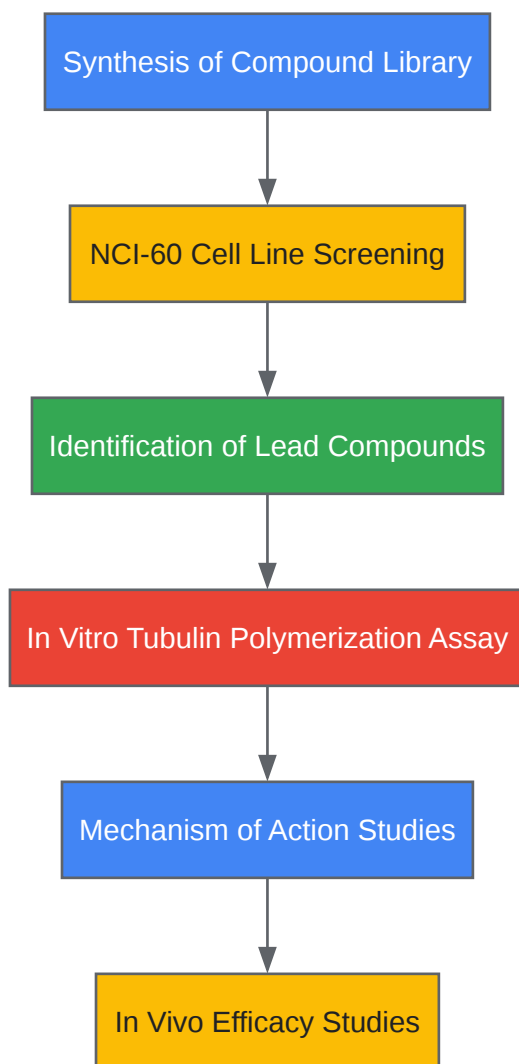 Synthesis of Compound Library
NCI-60 Cell Line Screening
Identification of Lead Compounds
In Vitro Tubulin Polymerization Assay
Mechanism of Action Studies
In Vivo Efficacy Studies